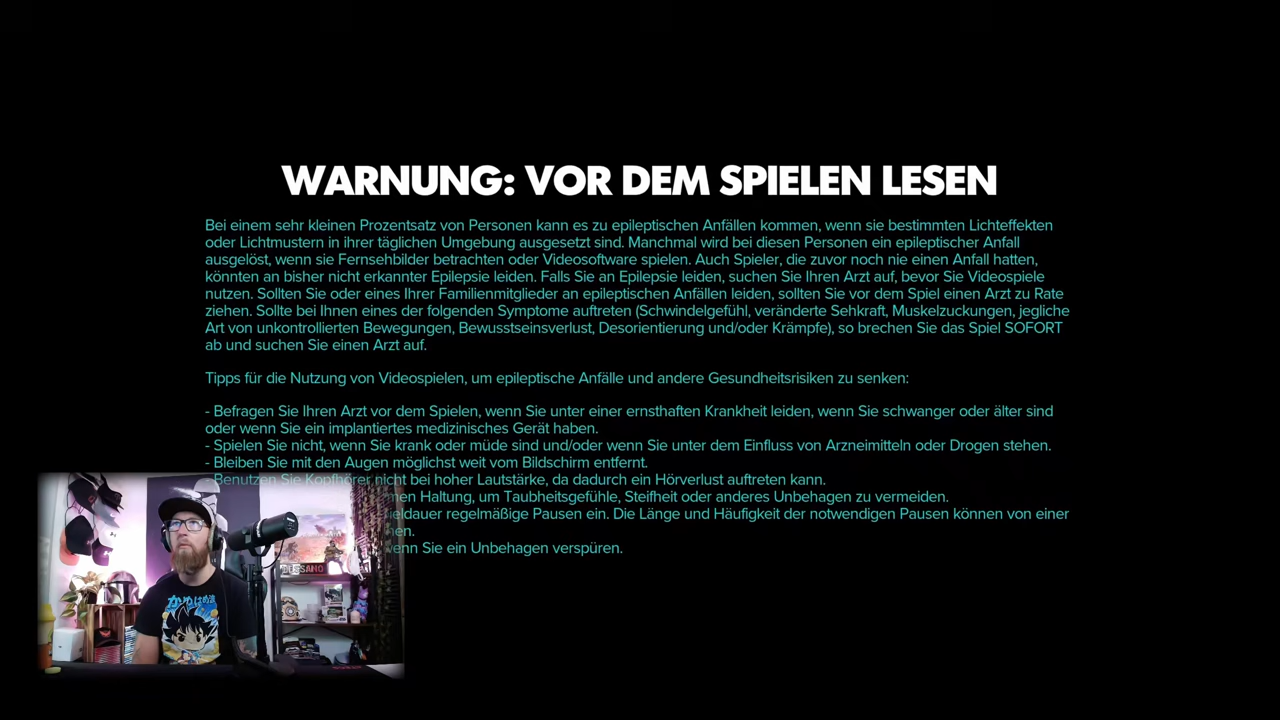 WARNUNG: VOR DEM SPIELEN LESEN
Bei einem sehr kleinen Prozentsatz von Personen kann es zu epileptischen Anfällen kommen, wenn sie bestimmten Lichteffekten
oder Lichtmustern in ihrer täglichen Umgebung ausgesetzt sind. Manchmal wird bei diesen Personen ein epileptischer Anfall
ausgelöst, wenn sie Fernsehbilder betrachten oder Videosoftware spielen. Auch Spieler, die zuvor noch nie einen Anfall hatten,
könnten an bisher nicht erkannter Epilepsie leiden. Falls Sie an Epilepsie leiden, suchen Sie Ihren Arzt auf, bevor Sie Videospiele
nutzen. Sollten Sie oder eines Ihrer Familienmitglieder an epileptischen Anfällen leiden, sollten Sie vor dem Spiel einen Arzt zu Rate
ziehen. Sollte bei Ihnen eines der folgenden Symptome auftreten (Schwindelgefühl, veränderte Sehkraft, Muskelzuckungen, jegliche
Art von unkontrollierten Bewegungen, Bewusstseinsverlust, Desorientierung und/oder Krämpfe), so brechen Sie das Spiel SOFORT
ab und suchen Sie einen Arzt auf.
Tipps für die Nutzung von Videospielen, um epileptische Anfälle und andere Gesundheitsrisiken zu senken:
- Befragen Sie Ihren Arzt vor dem Spielen, wenn Sie unter einer ernsthaften Krankheit leiden, wenn Sie schwanger oder älter sind
oder wenn Sie ein implantiertes medizinisches Gerät haben.
- Spielen Sie nicht, wenn Sie krank oder müde sind und/oder wenn Sie unter dem Einfluss von Arzneimitteln oder Drogen stehen.
- Bleiben Sie mit den Augen möglichst weit vom Bildschirm entfernt.
- Benutzen Sie Kopfhörer nicht bei hoher Lautstärke, da dadurch ein Hörverlust auftreten kann.
Haltung, um Taubheitsgefühle, Steifheit oder anderes Unbehagen zu vermeiden.
regelmäßige Pausen ein. Die Länge und Häufigkeit der notwendigen Pausen können von einer
wenn Sie ein Unbehagen verspüren.